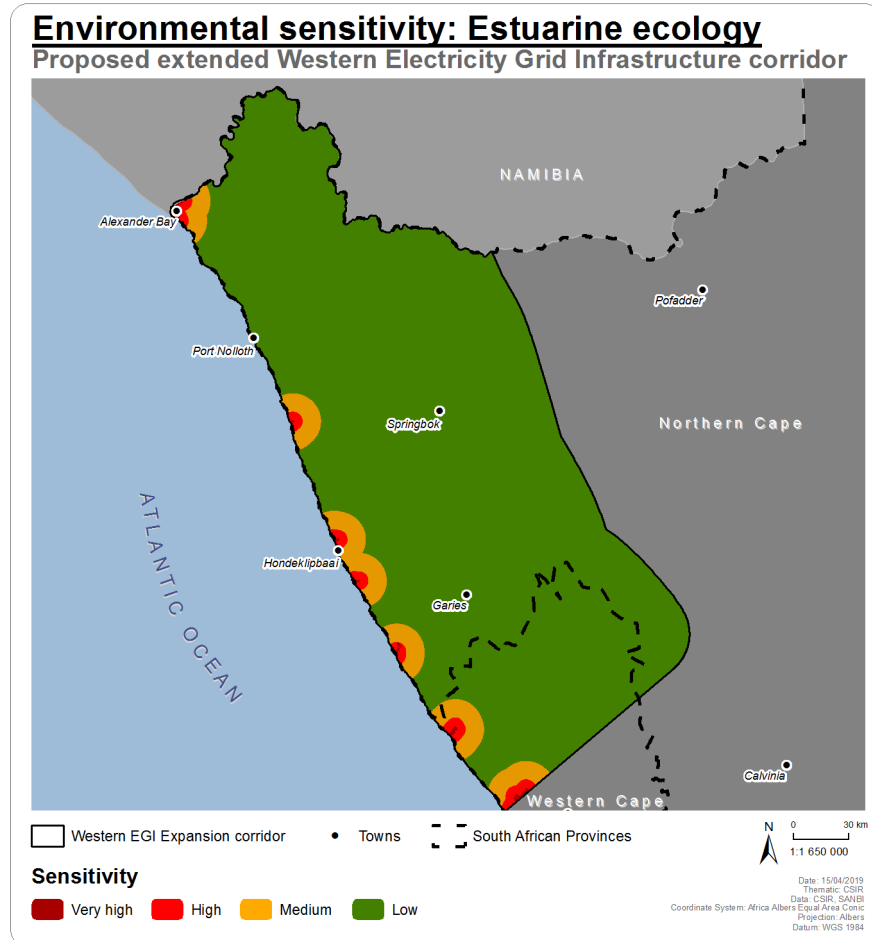 Environmental sensitivity: Estuarine ecology
Proposed extended Western Electricity Grid Infrastructure corridor
NAMIBIA
Alexander Bay
Pofadder
Port Nolloth
Springbok
Northern Cape
ATLANTIC OCEAN
Hondeklipbaai
Garies
Calvinia
Western Cape
Western EGI Expansion corridor
Towns
South African Provinces
N
0 30 km
1:1 650 000
Sensitivity
Very high
High
Medium
Low
Date: 15/04/2019
Thematic: CSIR
Data: CSIR, SANBI
Coordinate System: Africa Albers Equal Area Conic
Projection: Albers
Datum: WGS 1984